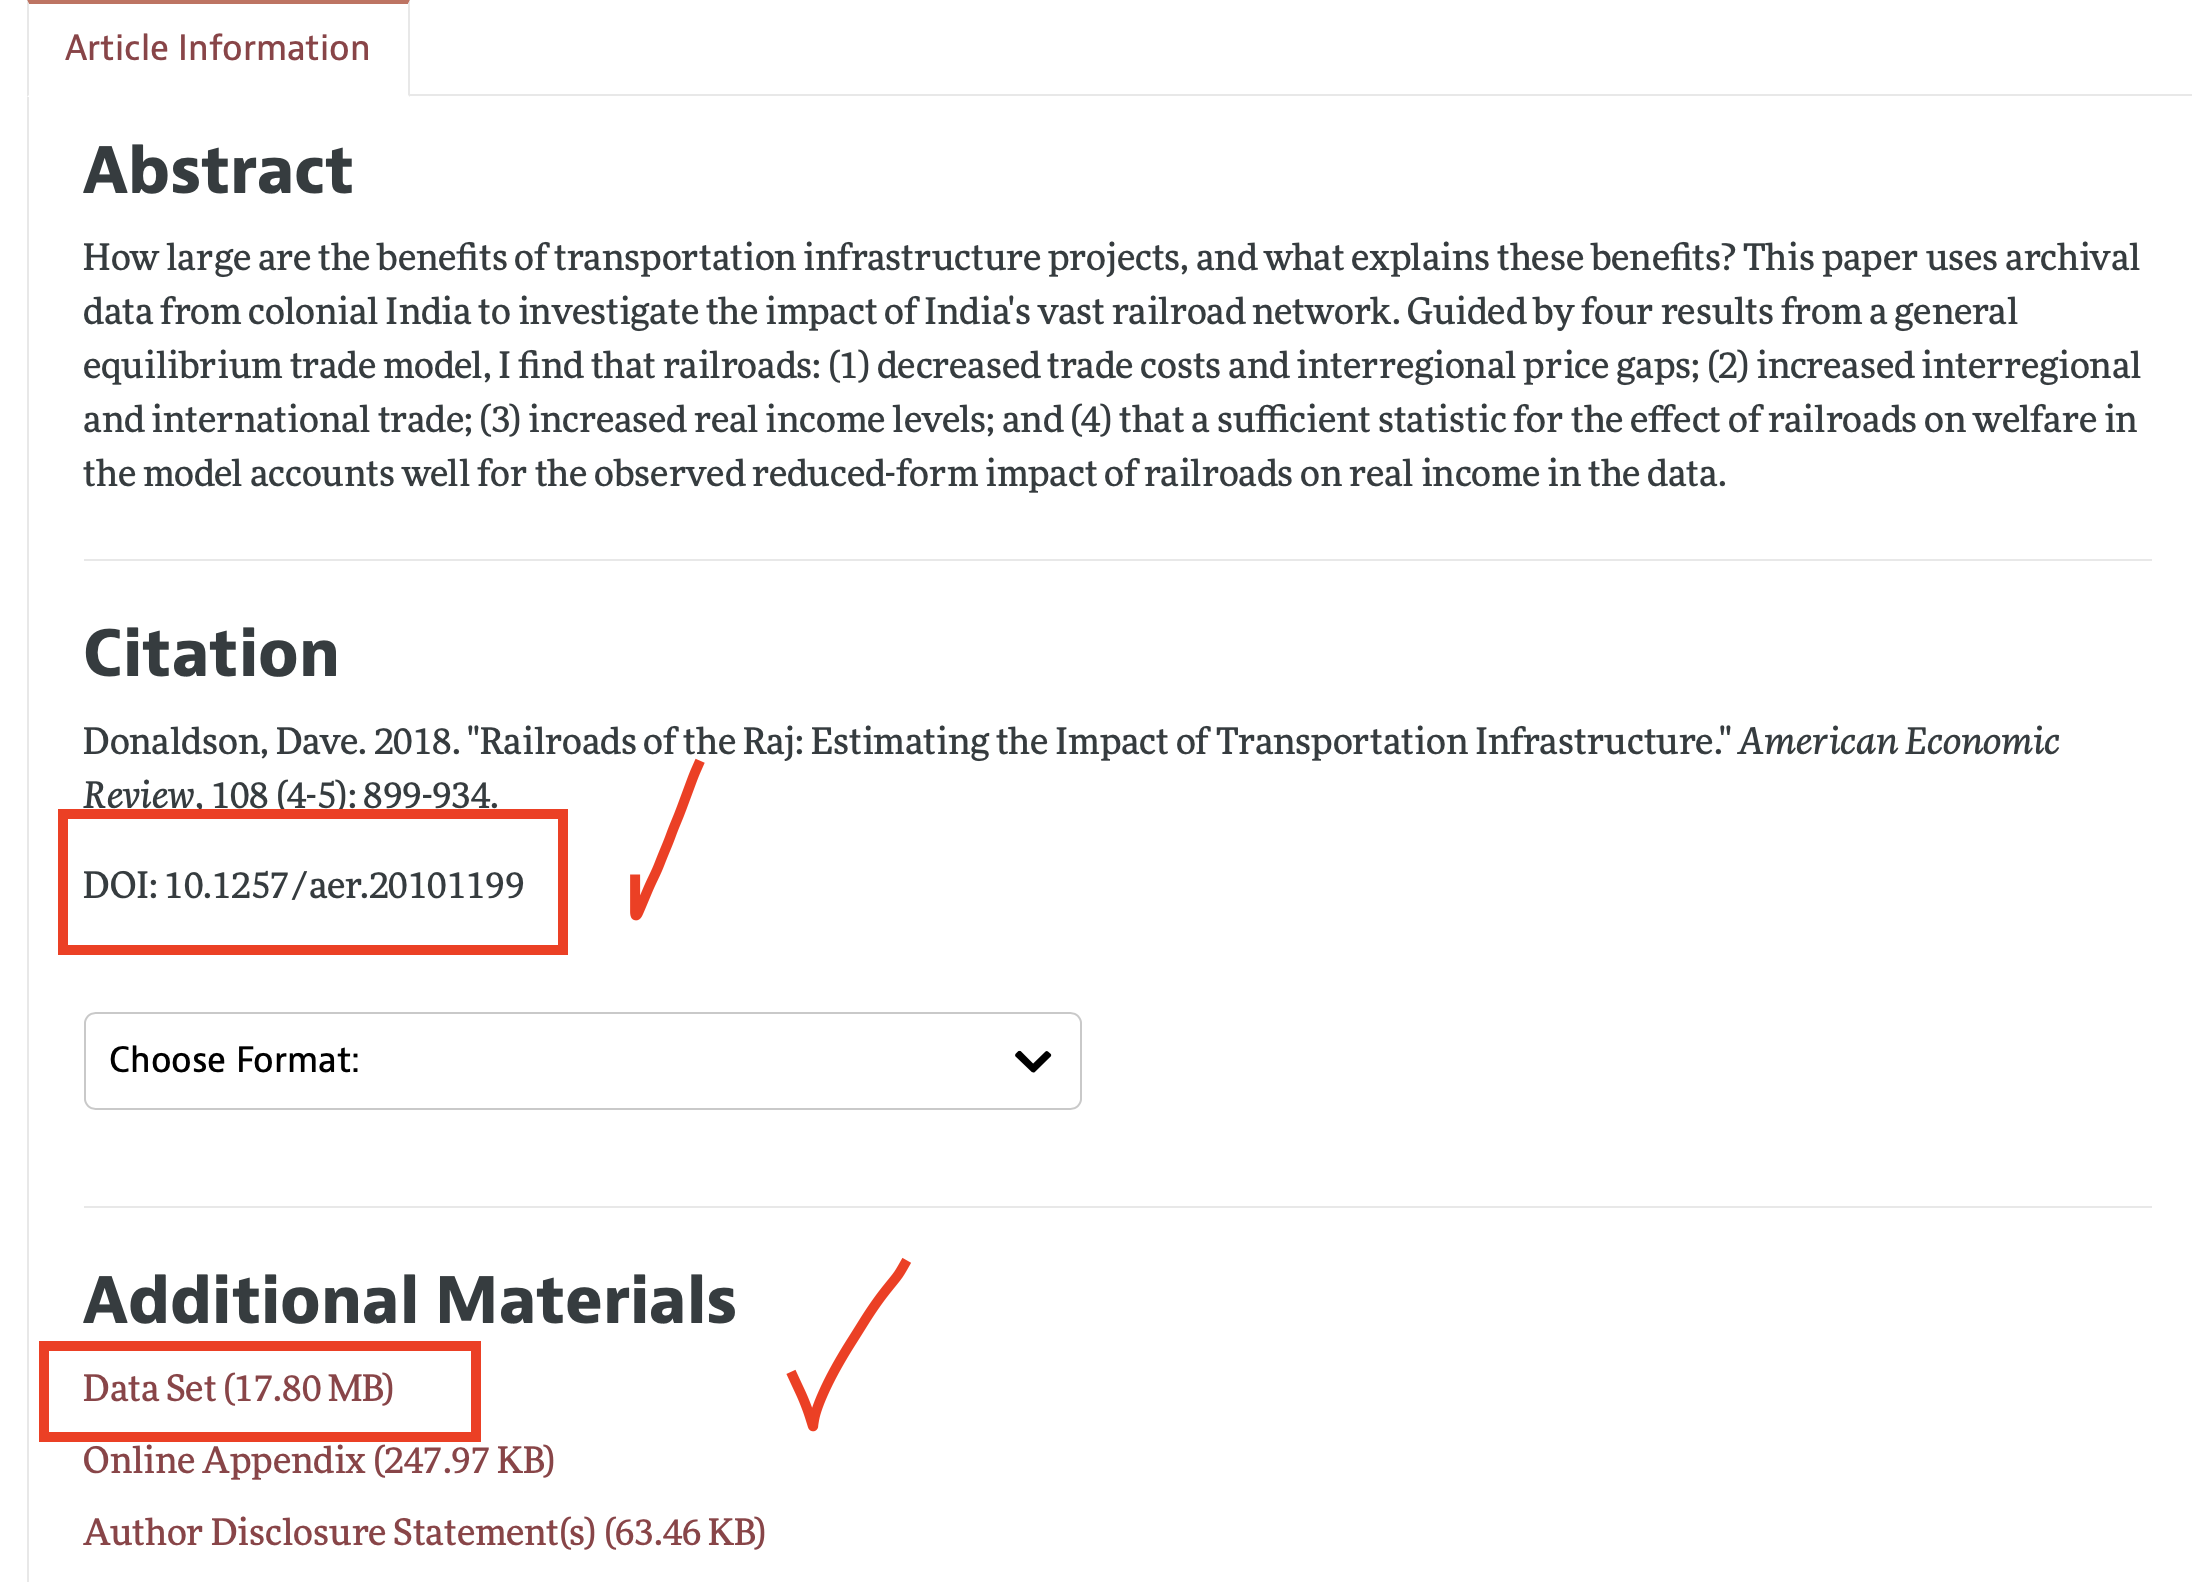 Article Information
Abstract
How large are the benefits of transportation infrastructure projects, and what explains these benefits? This paper uses archival
data from colonial India to investigate the impact of India's vast railroad network. Guided by four results from a general
equilibrium trade model, I find that railroads: (1) decreased trade costs and interregional price gaps; (2) increased interregional
and international trade; (3) increased real income levels; and (4) that a sufficient statistic for the effect of railroads on welfare in
the model accounts well for the observed reduced-form impact of railroads on real income in the data.
Citation
Donaldson, Dave. 2018. "Railroads of the Raj: Estimating the Impact of Transportation Infrastructure." American Economic
Review, 108 (4-5): 899-934.
DOI: 10.1257/aer.20101199
Choose Format:
Additional Materials
Data Set (17.80 MB)
Online Appendix (247.97 KB)
Author Disclosure Statement(s) (63.46 KB)